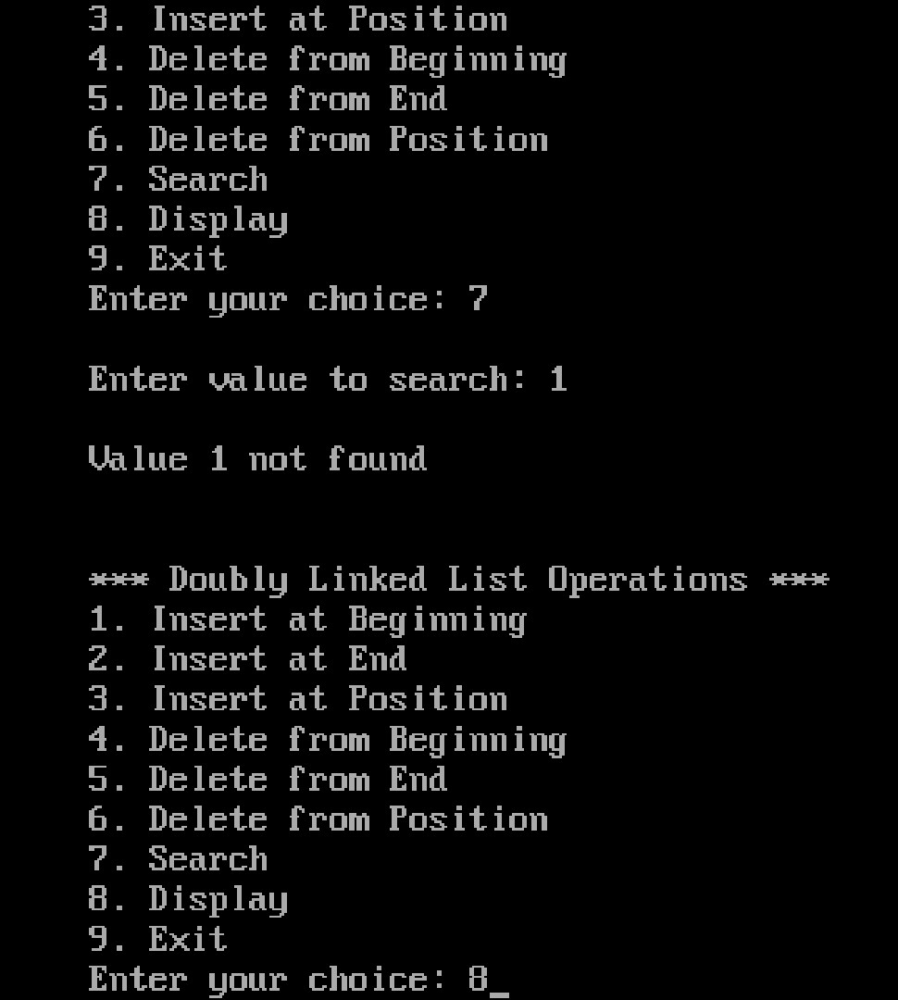 3. Insert at Position
4. Delete from Beginning
5. Delete from End
6. Delete from Position
7. Search
8. Display
9. Exit
Enter your choice: 7
Enter value to search: 1
Value 1 not found
*** Doubly Linked List Operations ***
1. Insert at Beginning
2. Insert at End
3. Insert at Position
4. Delete from Beginning
5. Delete from End
6. Delete from Position
7. Search
8. Display
9. Exit
Enter your choice: 8_